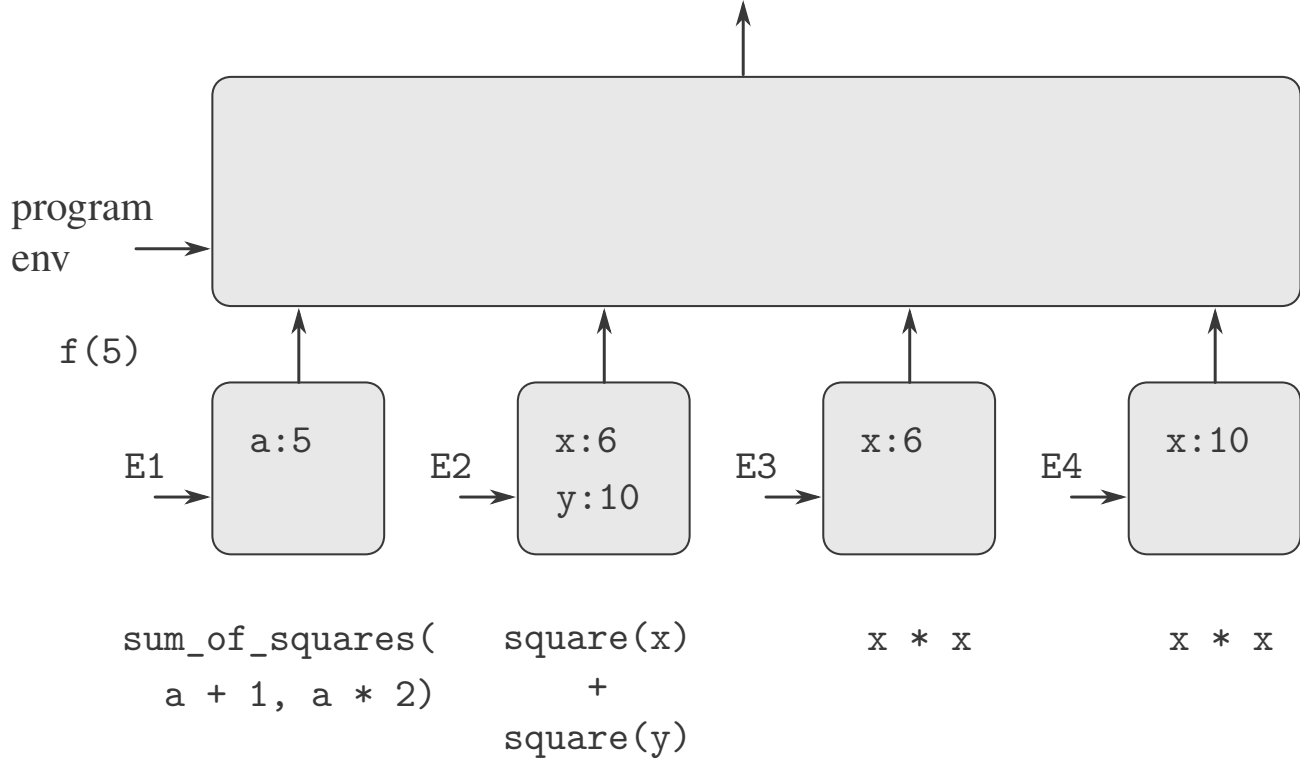 program
env
f(5)
E1
a:5
E2
x:6
y:10
E3
x:6
E4
x:10
sum_of_squares(
a + 1, a * 2)
square(x)
+
square(y)
x * x
x * x